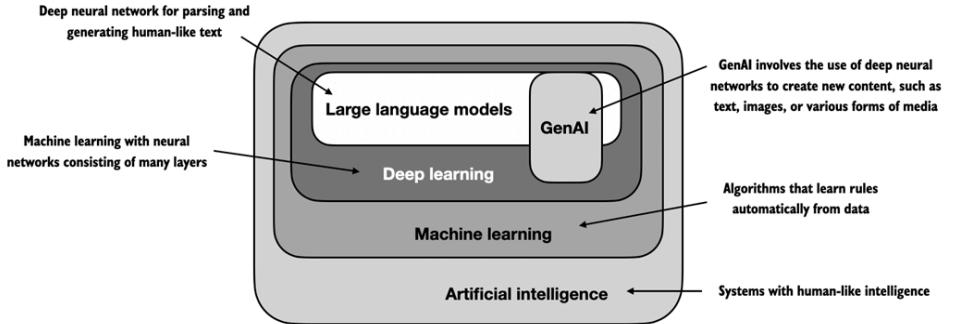 Deep neural network for parsing and
generating human-like text
GenAI involves the use of deep neural
networks to create new content, such as
text, images, or various forms of media
Large language models
GenAI
Machine learning with neural
networks consisting of many layers
Deep learning
Algorithms that learn rules
automatically from data
Machine learning
Artificial intelligence
Systems with human-like intelligence